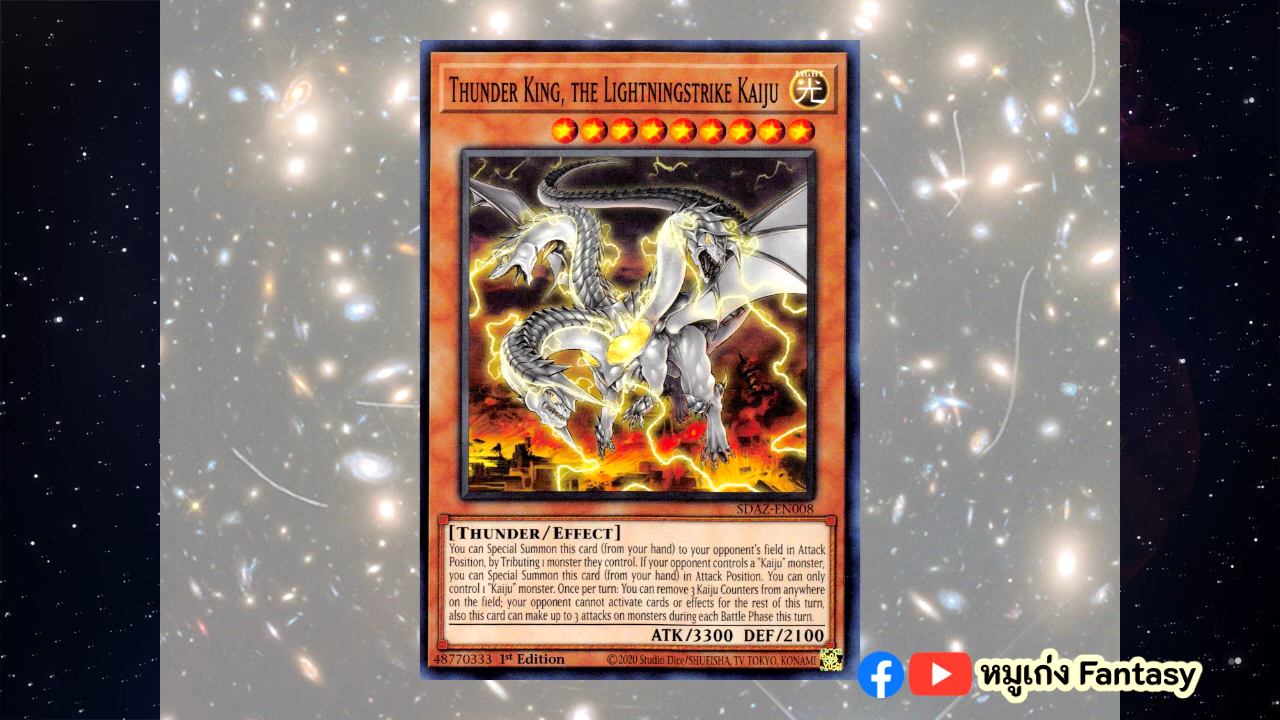 THUNDER KING, THE LIGHTNINGSTRIKE KAIJU
LIGHT
光
SDAZ-EN008
[THUNDER/EFFECT]
You can Special Summon this card (from your hand) to your opponent's field in Attack
Position, by Tributing 1 monster they control. If your opponent controls a "Kaiju" monster,
you can Special Summon this card (from your hand) in Attack Position. You can only
control 1 "Kaiju" monster. Once per turn: You can remove 3 Kaiju Counters from anywhere
on the field; your opponent cannot activate cards or effects for the rest of this turn,
also this card can make up to 3 attacks on monsters during each Battle Phase this turn.
ATK/3300 DEF/2100
48770333 1st Edition ©2020 Studio Dice/SHUEISHA, TV TOKYO, KONAMI
หมูเก่ง Fantasy